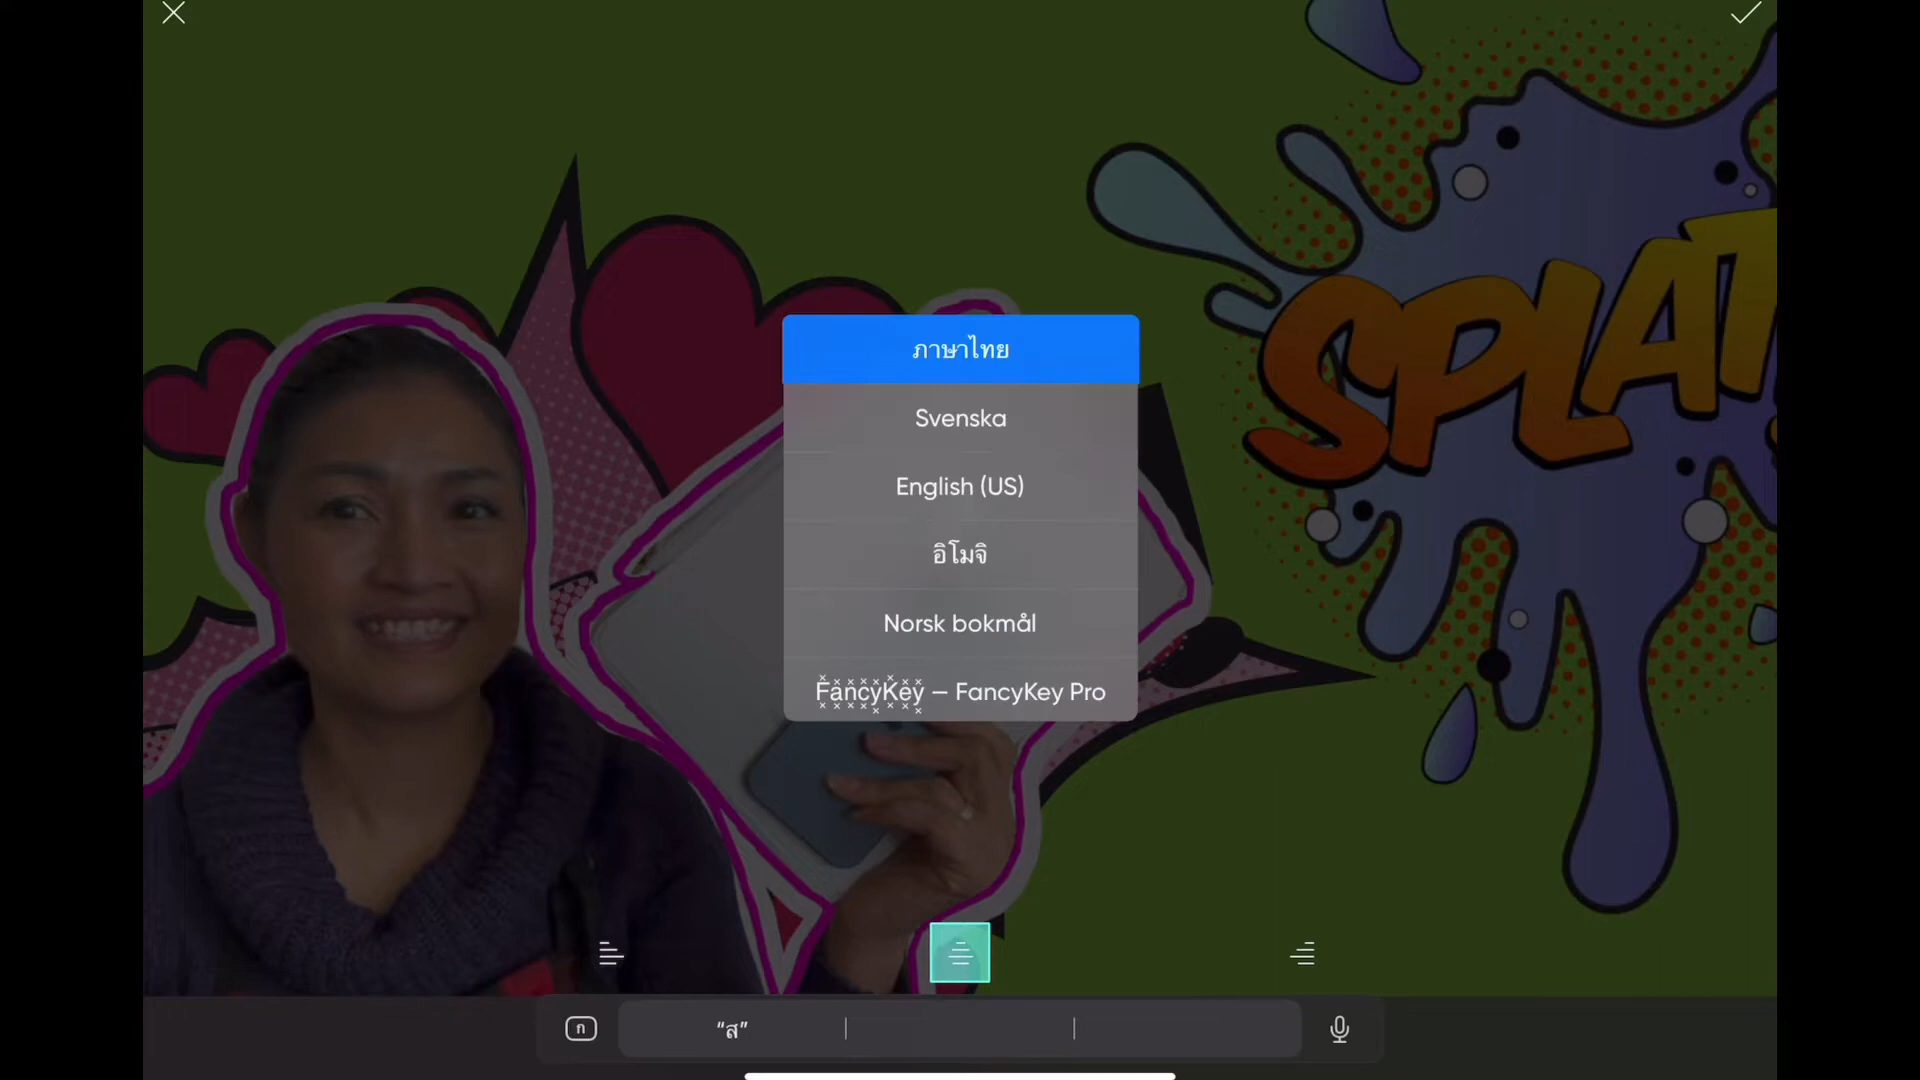 SPLAT
ภาษาไทย
Svenska
English (US)
อิโมจิ
Norsk bokmål
FancyKey – FancyKey Pro
ก
"ส"